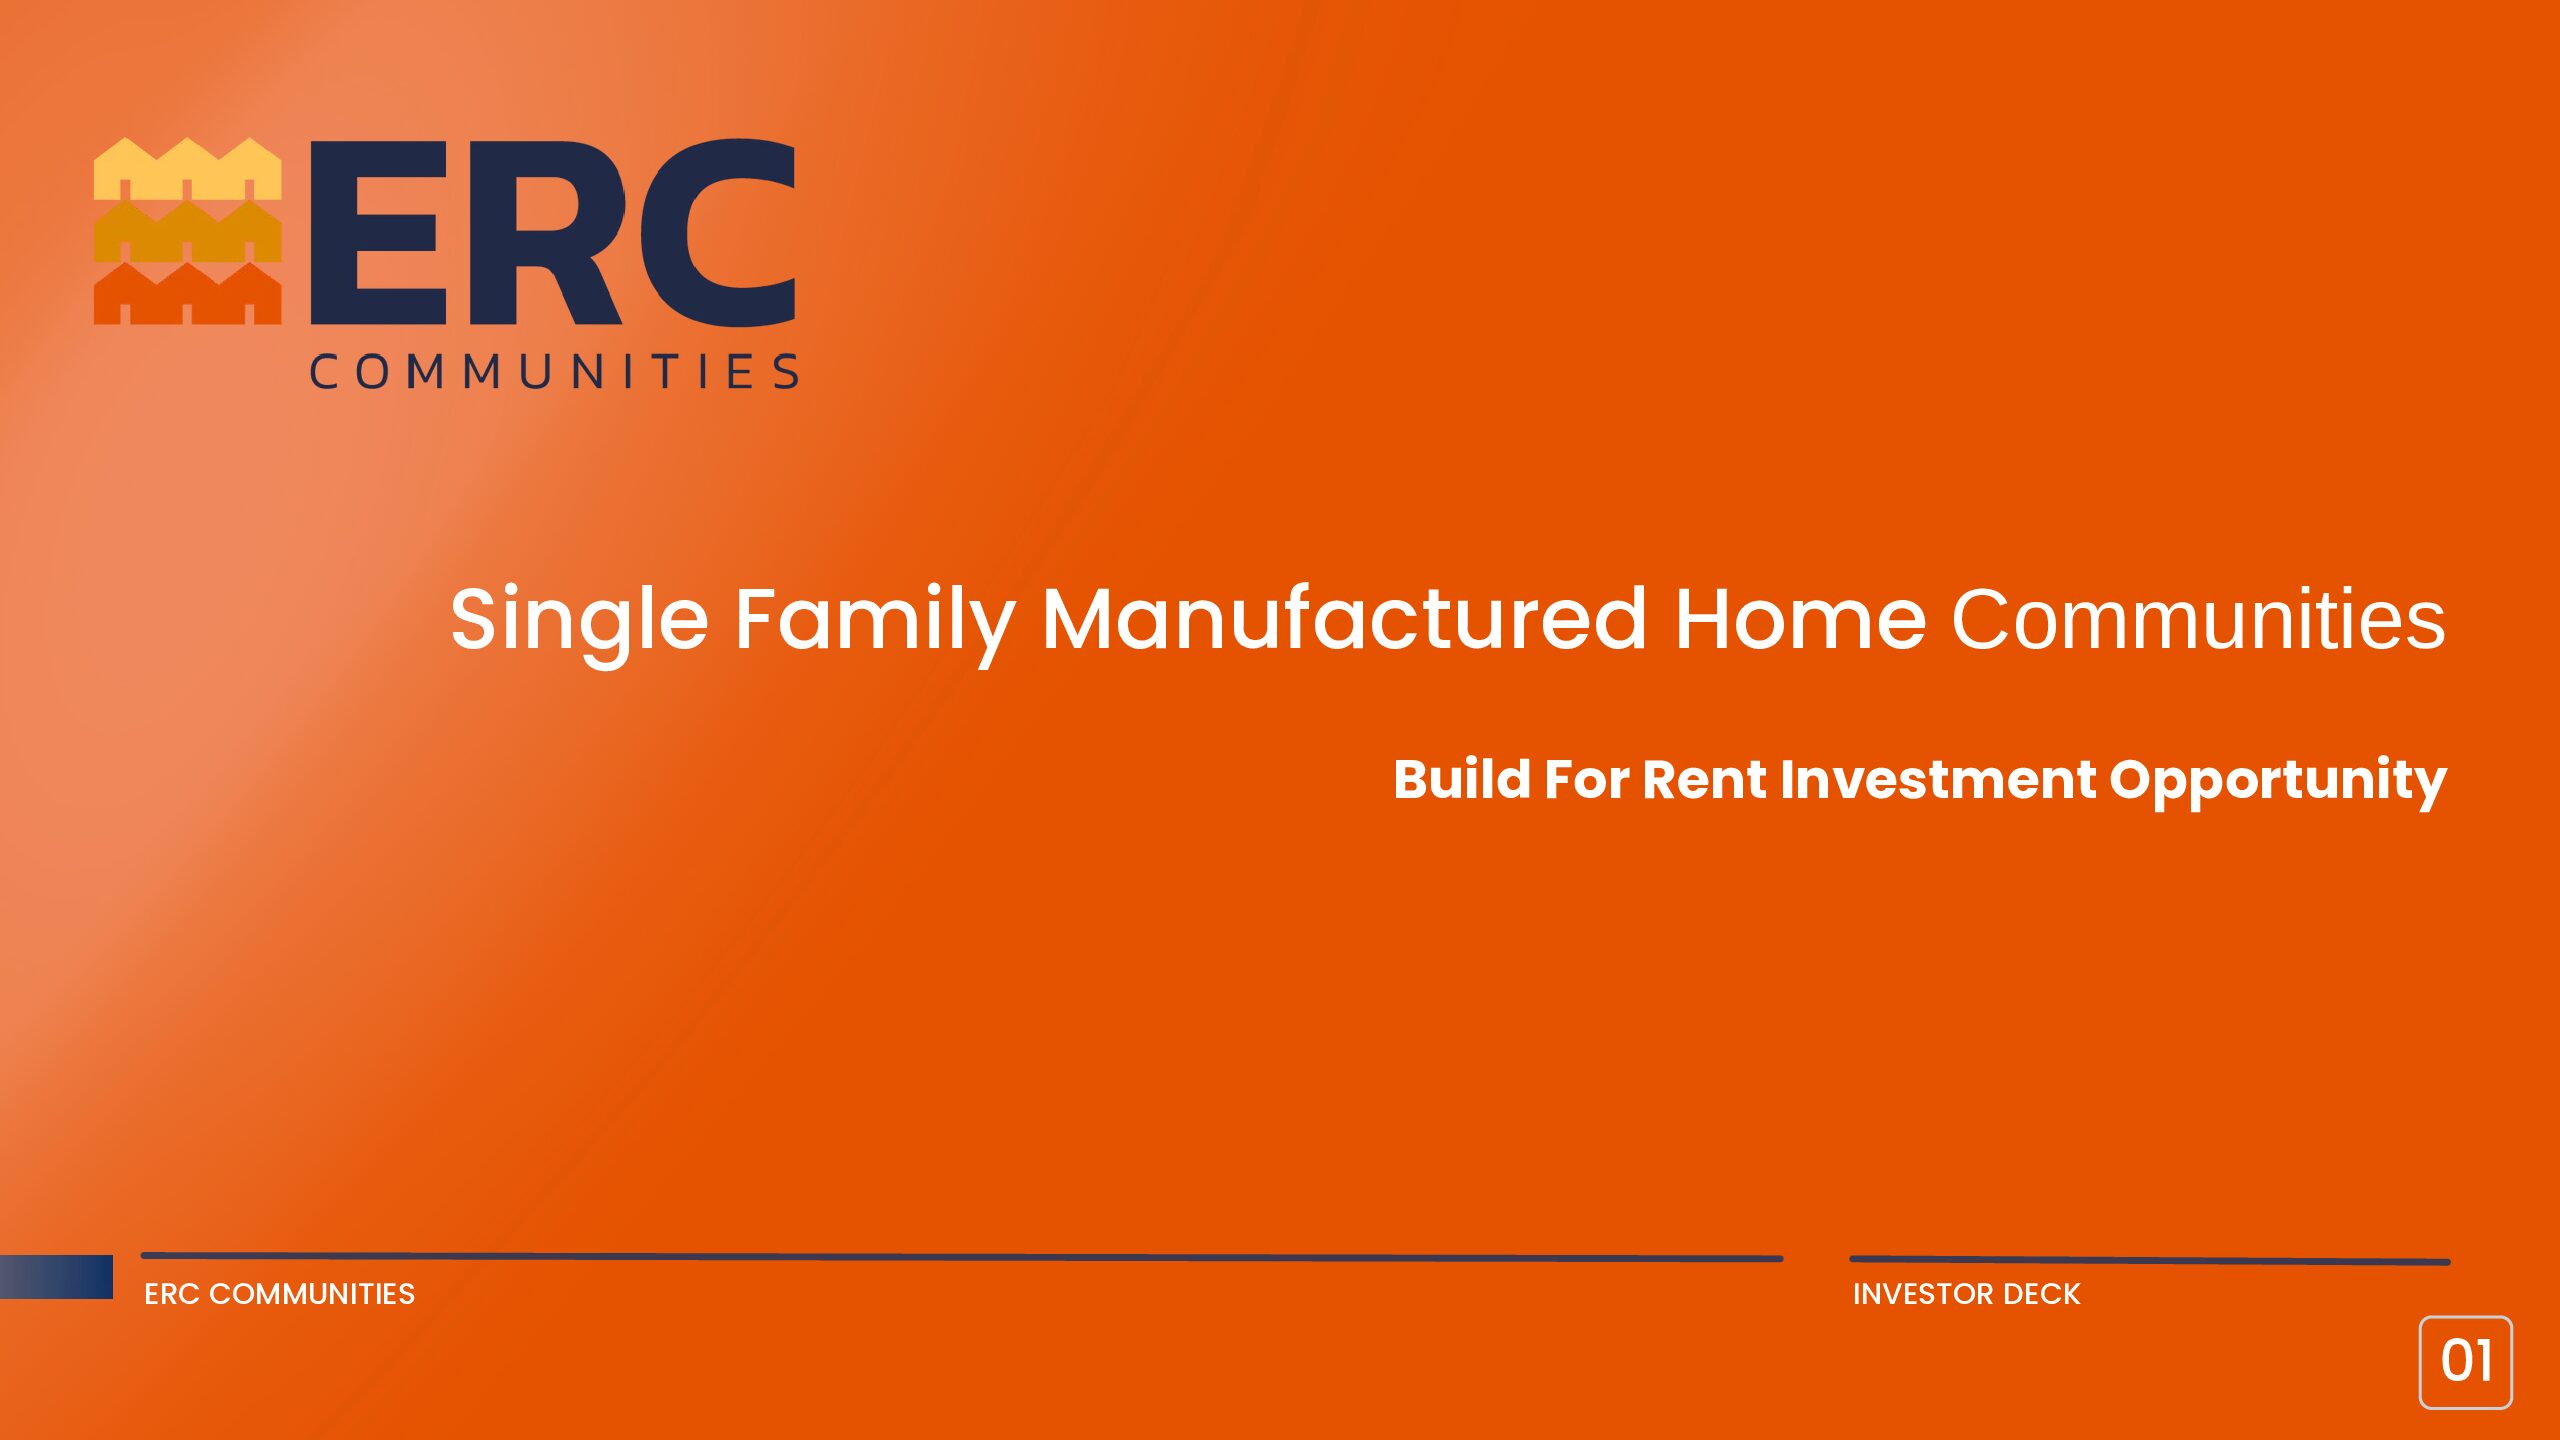 ERC
COMMUNITIES
Single Family Manufactured Home Communities
Build For Rent Investment Opportunity
ERC COMMUNITIES
INVESTOR DECK
01